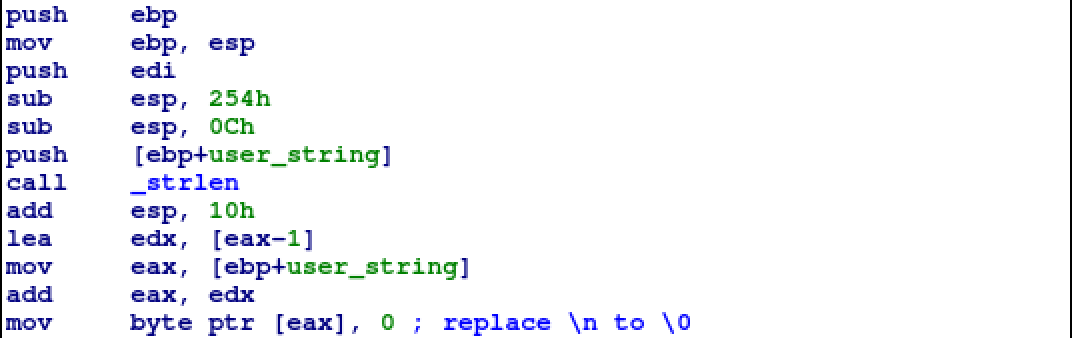 push ebp
mov ebp, esp
push edi
sub esp, 254h
sub esp, 0Ch
push [ebp+user_string]
call _strlen
add esp, 10h
lea edx, [eax-1]
mov eax, [ebp+user_string]
add eax, edx
mov byte ptr [eax], 0 ; replace \n to \0